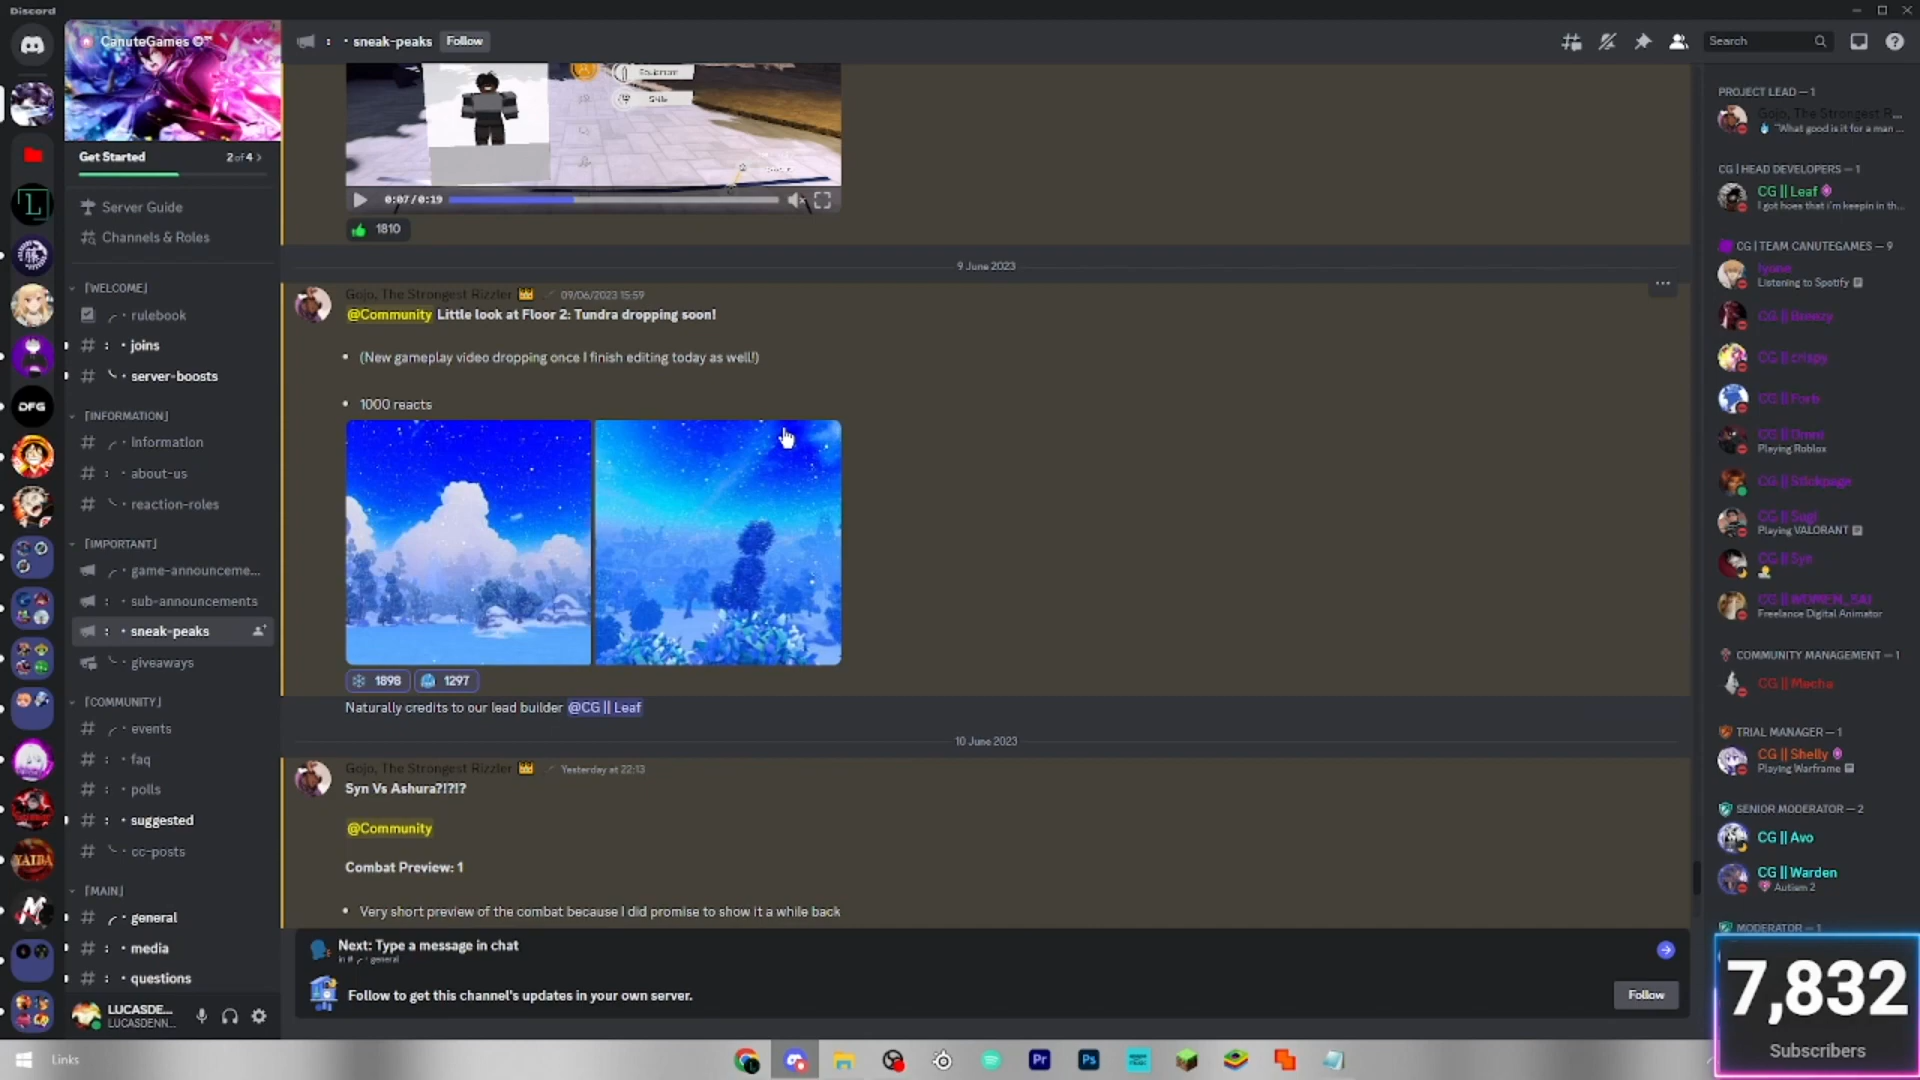 Discord
CanuteGames
Get Started
2 of 4
Server Guide
Channels & Roles
[WELCOME]
rulebook
joins
server-boosts
[INFORMATION]
information
about-us
reaction-roles
[IMPORTANT]
game-announceme...
sub-announcements
sneak-peaks
giveaways
[COMMUNITY]
events
faq
polls
suggested
cc-posts
[MAIN]
general
media
questions
LUCASDE...
LUCASDENN...
sneak-peaks
Follow
Search
0:07/0:19
1810
9 June 2023
Gojo, The Strongest Rizzler 09/06/2023 15:59
@Community Little look at Floor 2: Tundra dropping soon!
• (New gameplay video dropping once I finish editing today as well!)
• 1000 reacts
1898 1297
Naturally credits to our lead builder @CG || Leaf
10 June 2023
Gojo, The Strongest Rizzler Yesterday at 22:13
Syn Vs Ashura?!?!?
@Community
Combat Preview: 1
• Very short preview of the combat because I did promise to show it a while back
Next: Type a message in chat
in # general
Follow to get this channel's updates in your own server.
Follow
PROJECT LEAD — 1
Gojo, The Strongest R...
"What good is it for a man ...
CG | HEAD DEVELOPERS — 1
CG || Leaf
I got hoes that i'm keepin in th...
CG | TEAM CANUTEGAMES — 9
Listening to Spotify
CG || Breezy
CG || crispy
CG || Omni
Playing Roblox
CG || Stickpage
CG || Sugi
Playing VALORANT
CG || Sye
Freelance Digital Animator
COMMUNITY MANAGEMENT — 1
CG || Mecha
TRIAL MANAGER — 1
CG || Shelly
Playing Warframe
SENIOR MODERATOR — 2
CG || Avo
CG || Warden
Autism 2
MODERATOR — 1
7,832
Subscribers
DFG
YAIBA
Links
Pr
Ps